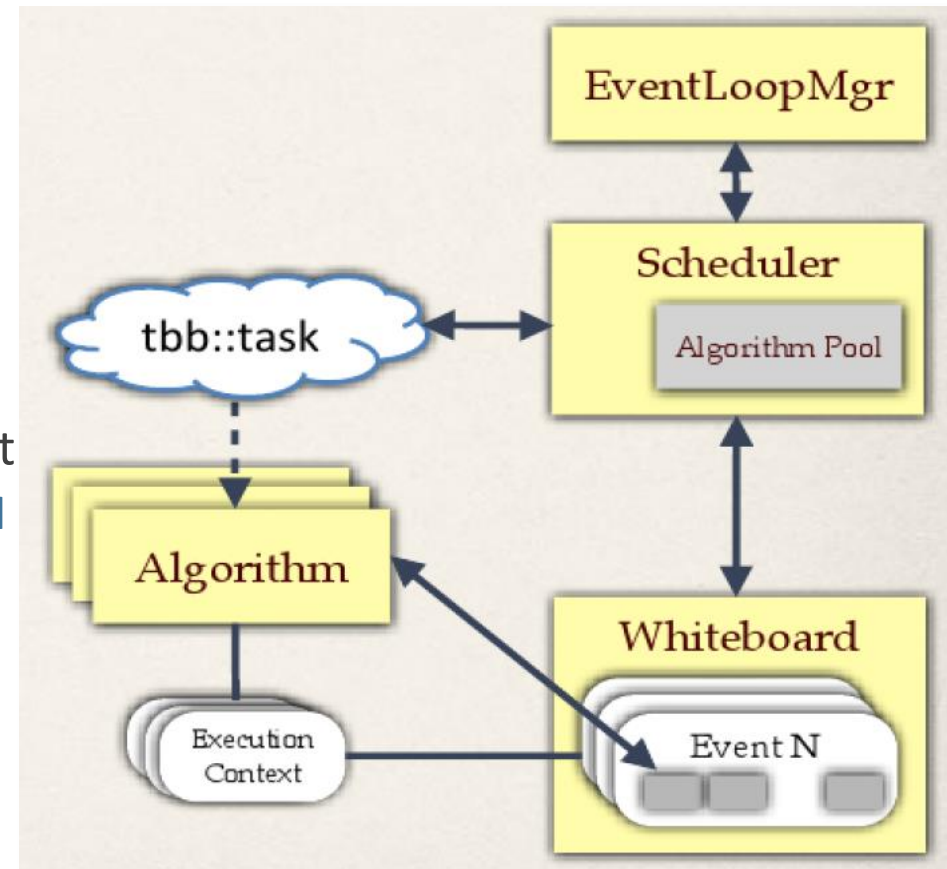 EventLoopMgr
Scheduler
Algorithm Pool
tbb::task
t
Algorithm
Whiteboard
Execution
Context
Event N